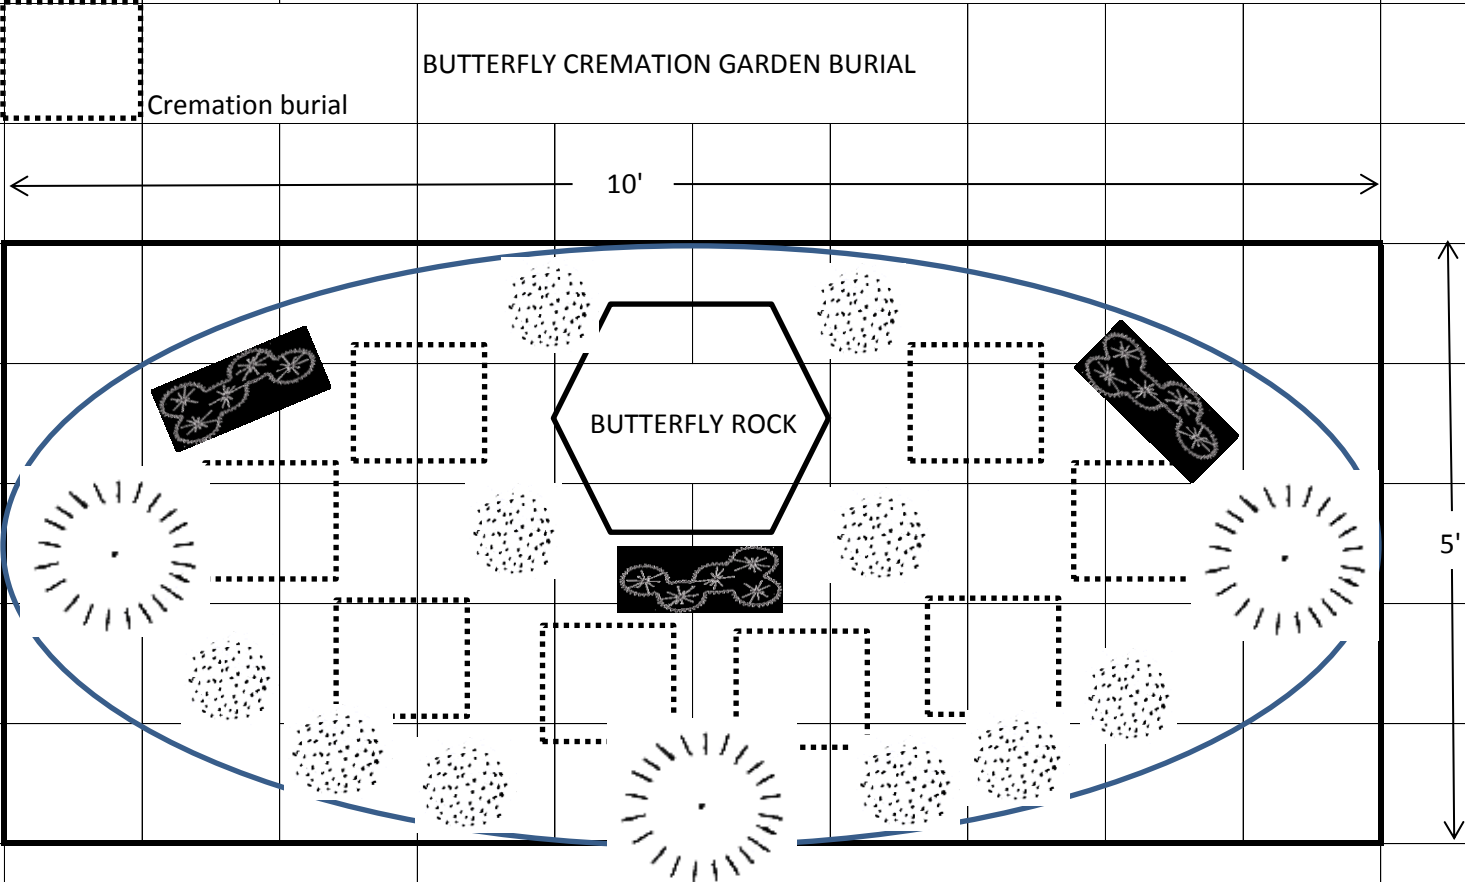 BUTTERFLY CREMATION GARDEN BURIAL
Cremation burial
10'
BUTTERFLY ROCK
5'